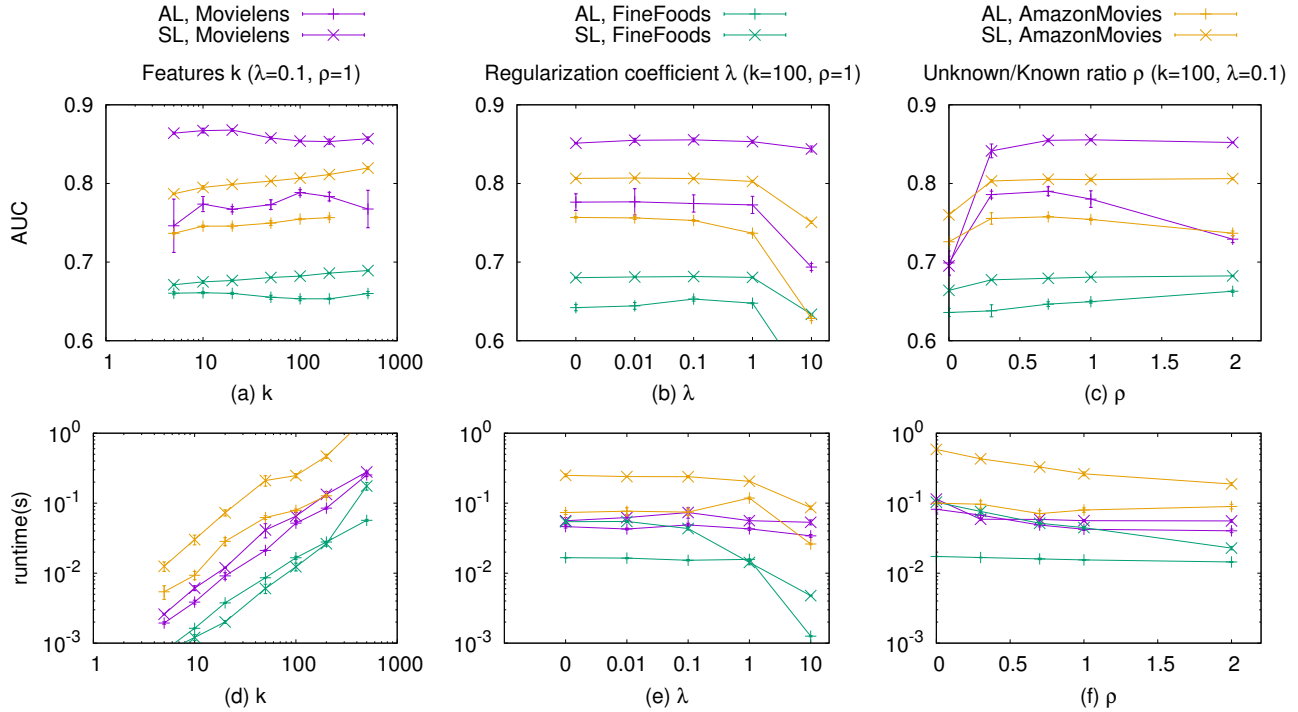 AL, Movielens
SL, Movielens
AL, FineFoods
SL, FineFoods
AL, AmazonMovies
SL, AmazonMovies
Features k (λ=0.1, ρ=1)
Regularization coefficient λ (k=100, ρ=1)
Unknown/Known ratio ρ (k=100, λ=0.1)
AUC
0.9
0.8
0.7
0.6
1 10 100 1000
(a) k
0.9
0.8
0.7
0.6
0 0.01 0.1 1 10
(b) λ
0.9
0.8
0.7
0.6
0 0.5 1 1.5 2
(c) ρ
runtime(s)
10^0
10^-1
10^-2
10^-3
1 10 100 1000
(d) k
10^0
10^-1
10^-2
10^-3
0 0.01 0.1 1 10
(e) λ
10^0
10^-1
10^-2
10^-3
0 0.5 1 1.5 2
(f) ρ